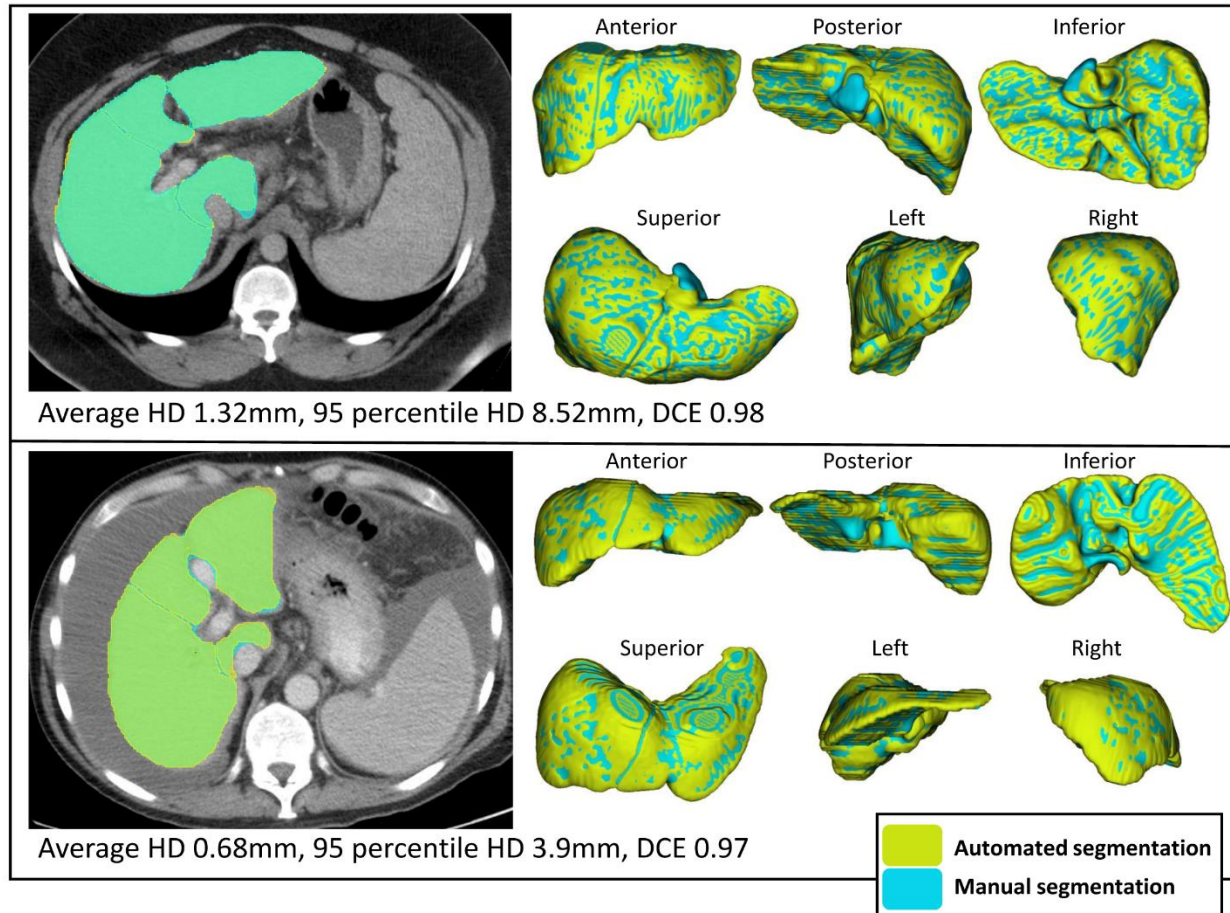 Anterior Posterior Inferior
Superior Left Right
Average HD 1.32mm, 95 percentile HD 8.52mm, DCE 0.98
Anterior Posterior Inferior
Superior Left Right
Average HD 0.68mm, 95 percentile HD 3.9mm, DCE 0.97
Automated segmentation
Manual segmentation